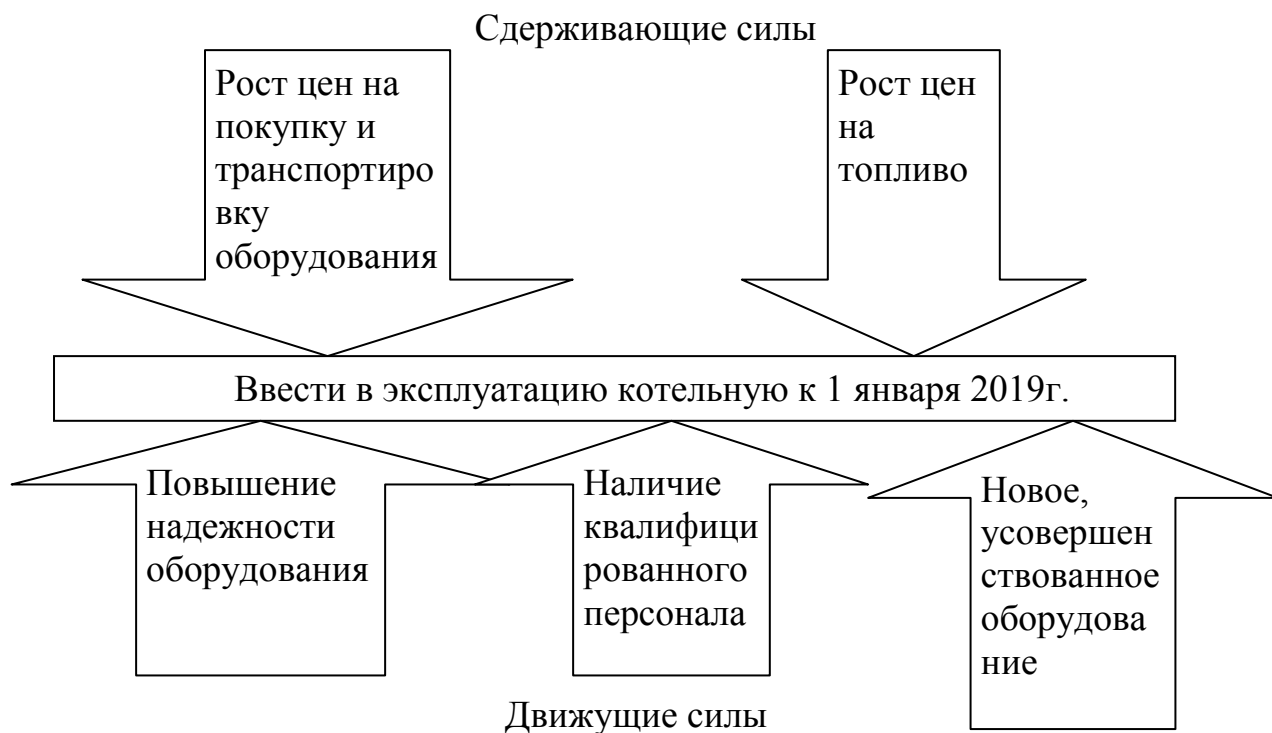 Сдерживающие силы
Рост цен на
покупку и
транспортиро
вку
оборудования
Рост цен
на
топливо
Ввести в эксплуатацию котельную к 1 января 2019г.
Повышение
надежности
оборудования
Наличие
квалифици
рованного
персонала
Новое,
усовершен
ствованное
оборудова
ние
Движущие силы